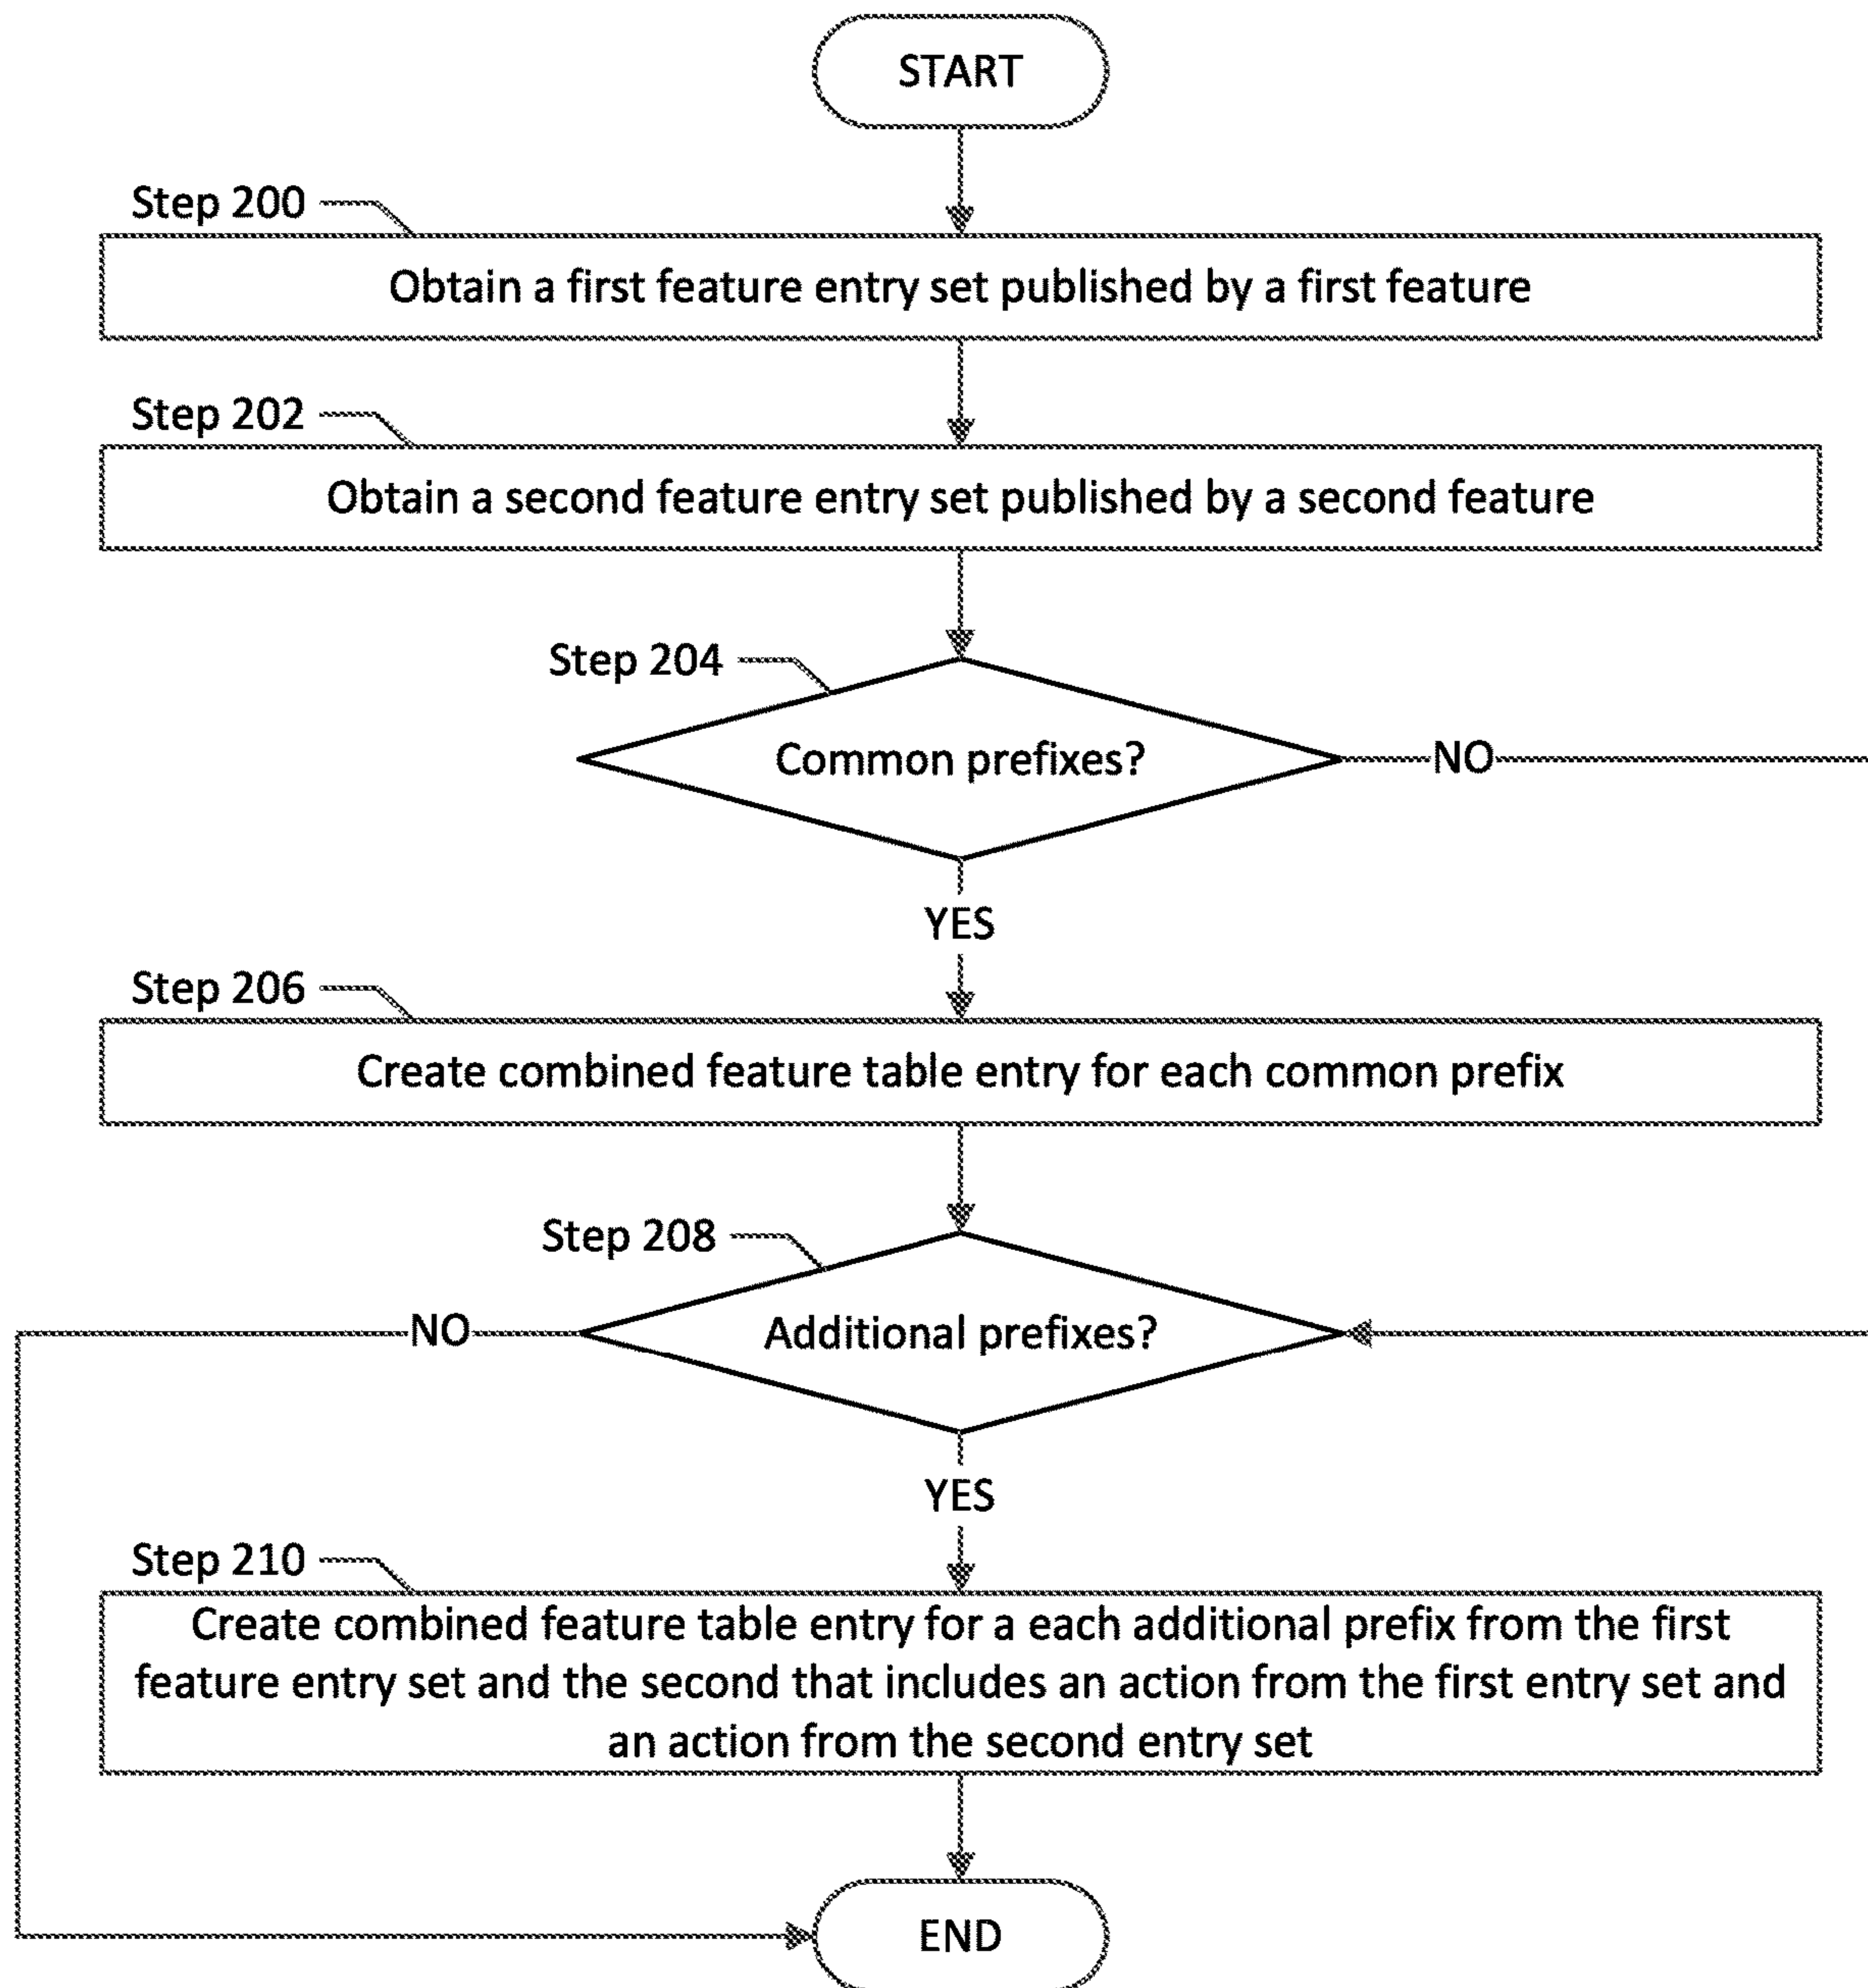 START
Step 200
Obtain a first feature entry set published by a first feature
Step 202
Obtain a second feature entry set published by a second feature
Step 204
Common prefixes?
NO
YES
Step 206
Create combined feature table entry for each common prefix
Step 208
NO
Additional prefixes?
YES
Step 210
Create combined feature table entry for a each additional prefix from the first
feature entry set and the second that includes an action from the first entry set and
an action from the second entry set
END